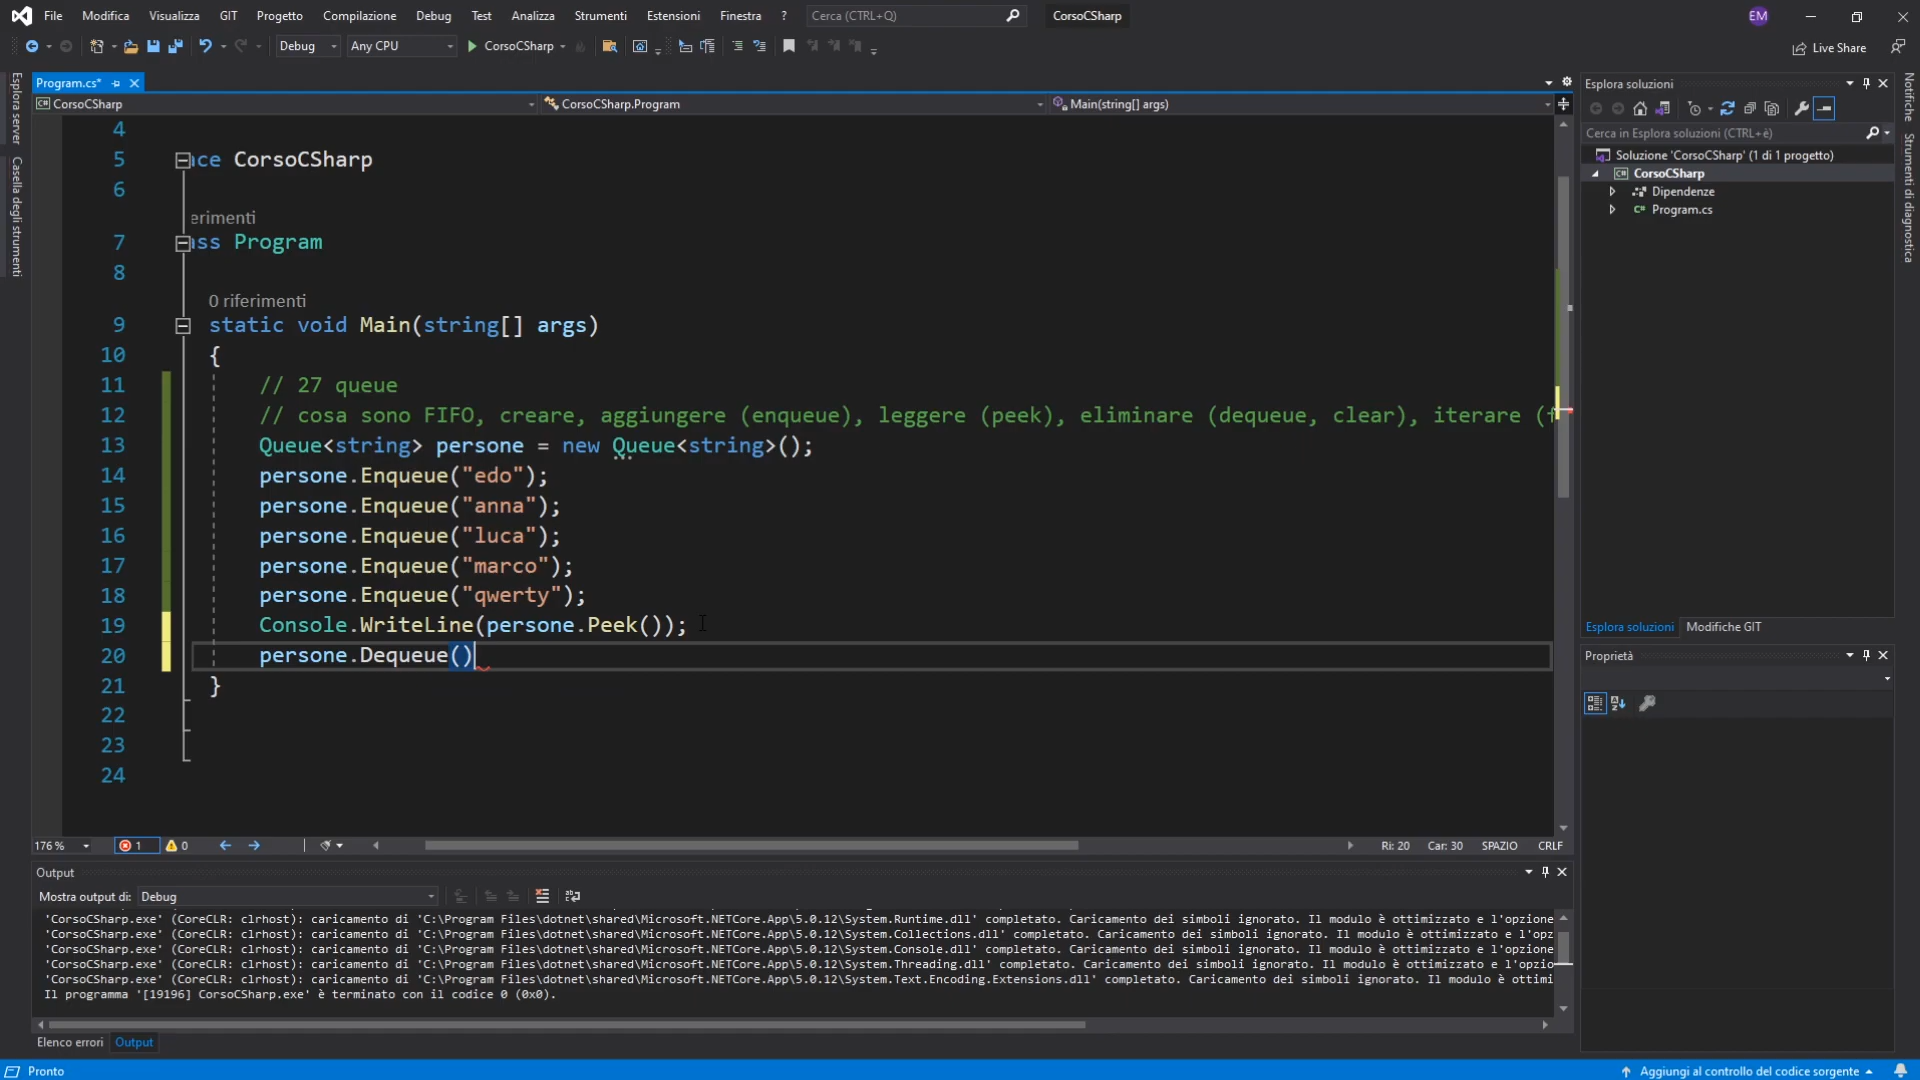 File Modifica Visualizza GIT Progetto Compilazione Debug Test Analizza Strumenti Estensioni Finestra ? Cerca (CTRL+Q) CorsoCSharp EM
Debug Any CPU CorsoCSharp Live Share
Program.cs* Esplora soluzioni
CorsoCSharp CorsoCSharp.Program Main(string[] args)
Cerca in Esplora soluzioni (CTRL+è)
Soluzione 'CorsoCSharp' (1 di 1 progetto)
CorsoCSharp
Dipendenze
Program.cs
Esplora server
Casella degli strumenti
Notifiche
Strumenti di diagnostica
4
5 ce CorsoCSharp
6
erimenti
7 ss Program
8
0 riferimenti
9 static void Main(string[] args)
10 {
11 // 27 queue
12 // cosa sono FIFO, creare, aggiungere (enqueue), leggere (peek), eliminare (dequeue, clear), iterare (f
13 Queue<string> persone = new Queue<string>();
14 persone.Enqueue("edo");
15 persone.Enqueue("anna");
16 persone.Enqueue("luca");
17 persone.Enqueue("marco");
18 persone.Enqueue("qwerty");
19 Console.WriteLine(persone.Peek());
20 persone.Dequeue()
21 }
22
23
24
Esplora soluzioni Modifiche GIT
Proprietà
176 % 1 0 Ri: 20 Car: 30 SPAZIO CRLF
Output
Mostra output di: Debug
'CorsoCSharp.exe' (CoreCLR: clrhost): caricamento di 'C:\Program Files\dotnet\shared\Microsoft.NETCore.App\5.0.12\System.Runtime.dll' completato. Caricamento dei simboli ignorato. Il modulo è ottimizzato e l'opzione
'CorsoCSharp.exe' (CoreCLR: clrhost): caricamento di 'C:\Program Files\dotnet\shared\Microsoft.NETCore.App\5.0.12\System.Collections.dll' completato. Caricamento dei simboli ignorato. Il modulo è ottimizzato e l'opz
'CorsoCSharp.exe' (CoreCLR: clrhost): caricamento di 'C:\Program Files\dotnet\shared\Microsoft.NETCore.App\5.0.12\System.Console.dll' completato. Caricamento dei simboli ignorato. Il modulo è ottimizzato e l'opzione
'CorsoCSharp.exe' (CoreCLR: clrhost): caricamento di 'C:\Program Files\dotnet\shared\Microsoft.NETCore.App\5.0.12\System.Threading.dll' completato. Caricamento dei simboli ignorato. Il modulo è ottimizzato e l'opzio
'CorsoCSharp.exe' (CoreCLR: clrhost): caricamento di 'C:\Program Files\dotnet\shared\Microsoft.NETCore.App\5.0.12\System.Text.Encoding.Extensions.dll' completato. Caricamento dei simboli ignorato. Il modulo è ottimi
Il programma '[19196] CorsoCSharp.exe' è terminato con il codice 0 (0x0).
Elenco errori Output
Pronto Aggiungi al controllo del codice sorgente